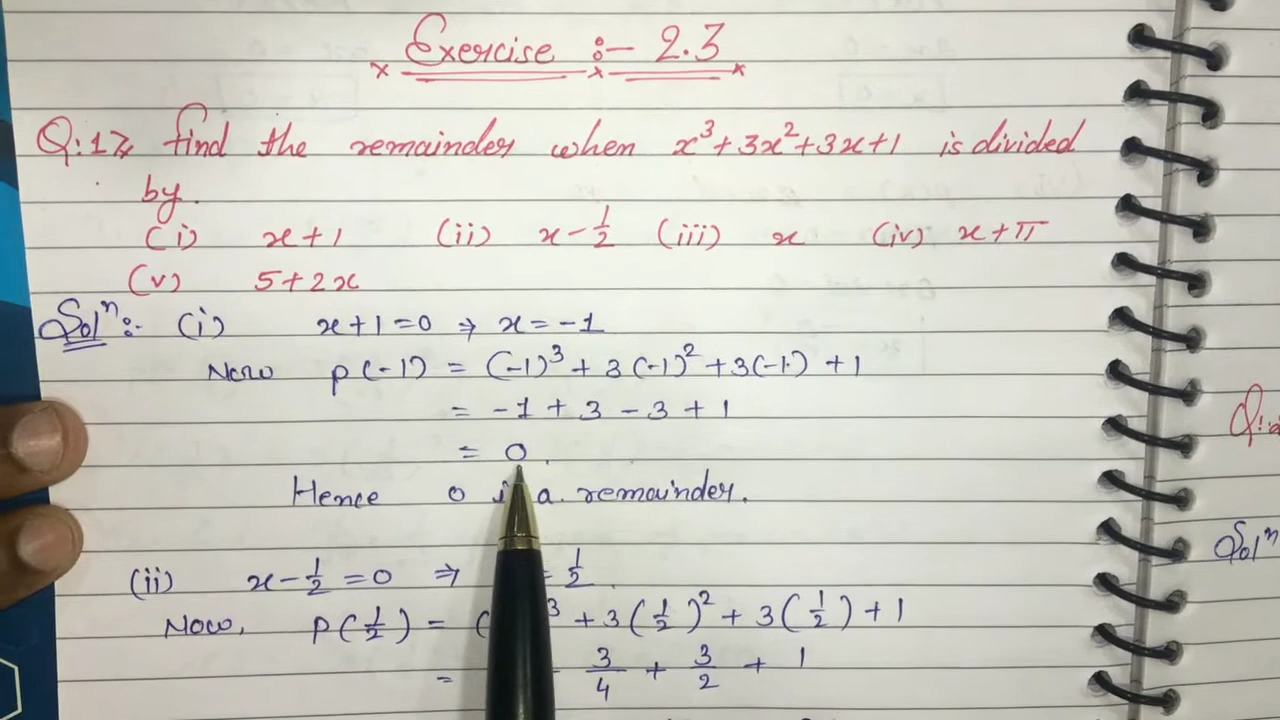 Exercise :- 2.3
Q:1⇒ find the remainder when x³+3x²+3x+1 is divided
by.
(i) x+1 (ii) x-1/2 (iii) x (iv) x+π
(v) 5+2x
Solⁿ:- (i) x+1=0 ⇒ x=-1
Now p(-1) = (-1)³ + 3(-1)² + 3(-1) + 1
= -1 + 3 - 3 + 1
= 0.
Hence 0 a. remainder.
(ii) x-1/2=0 ⇒ = 1/2.
Now, p(1/2) = ( ³ + 3(1/2)² + 3(1/2) + 1
= 3/4 + 3/2 + 1
Solⁿ